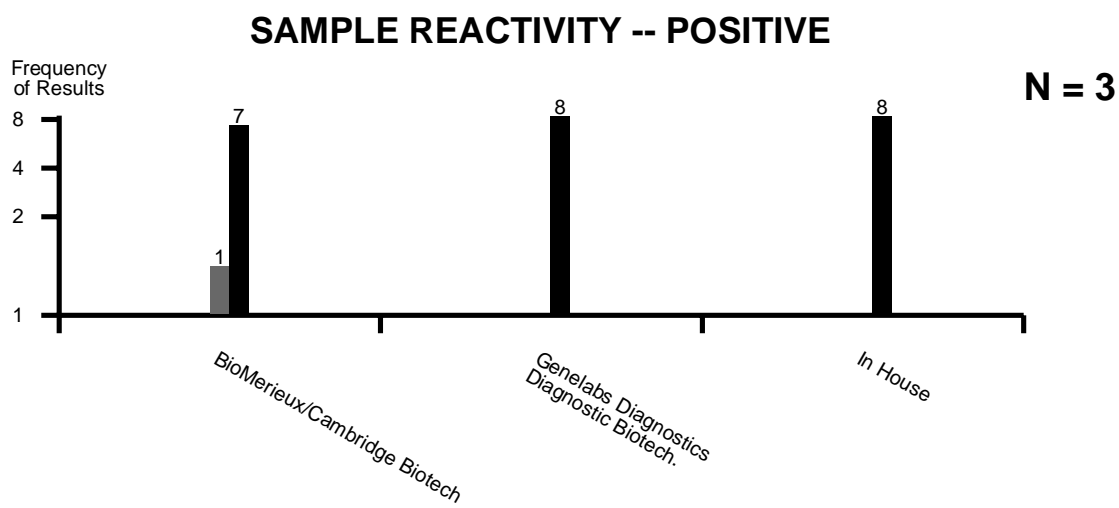 SAMPLE REACTIVITY -- POSITIVE
Frequency
of Results
N = 3
8
4
2
1
1
7
8
8
BioMerieux/Cambridge Biotech
Genelabs Diagnostics
Diagnostic Biotech.
In House